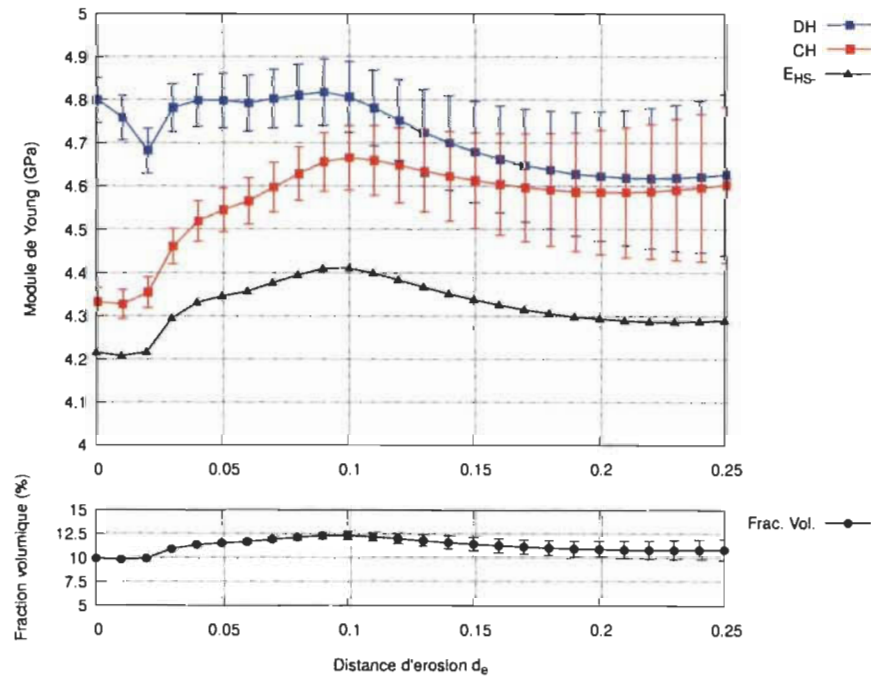 5
4.9
4.8
4.7
4.6
4.5
4.4
4.3
4.2
4.1
4
Module de Young (GPa)
0 0.05 0.1 0.15 0.2 0.25
DH
CH
E_HS-
15
12.5
10
7.5
5
Fraction volumique (%)
Frac. Vol.
0 0.05 0.1 0.15 0.2 0.25
Distance d'erosion d_e